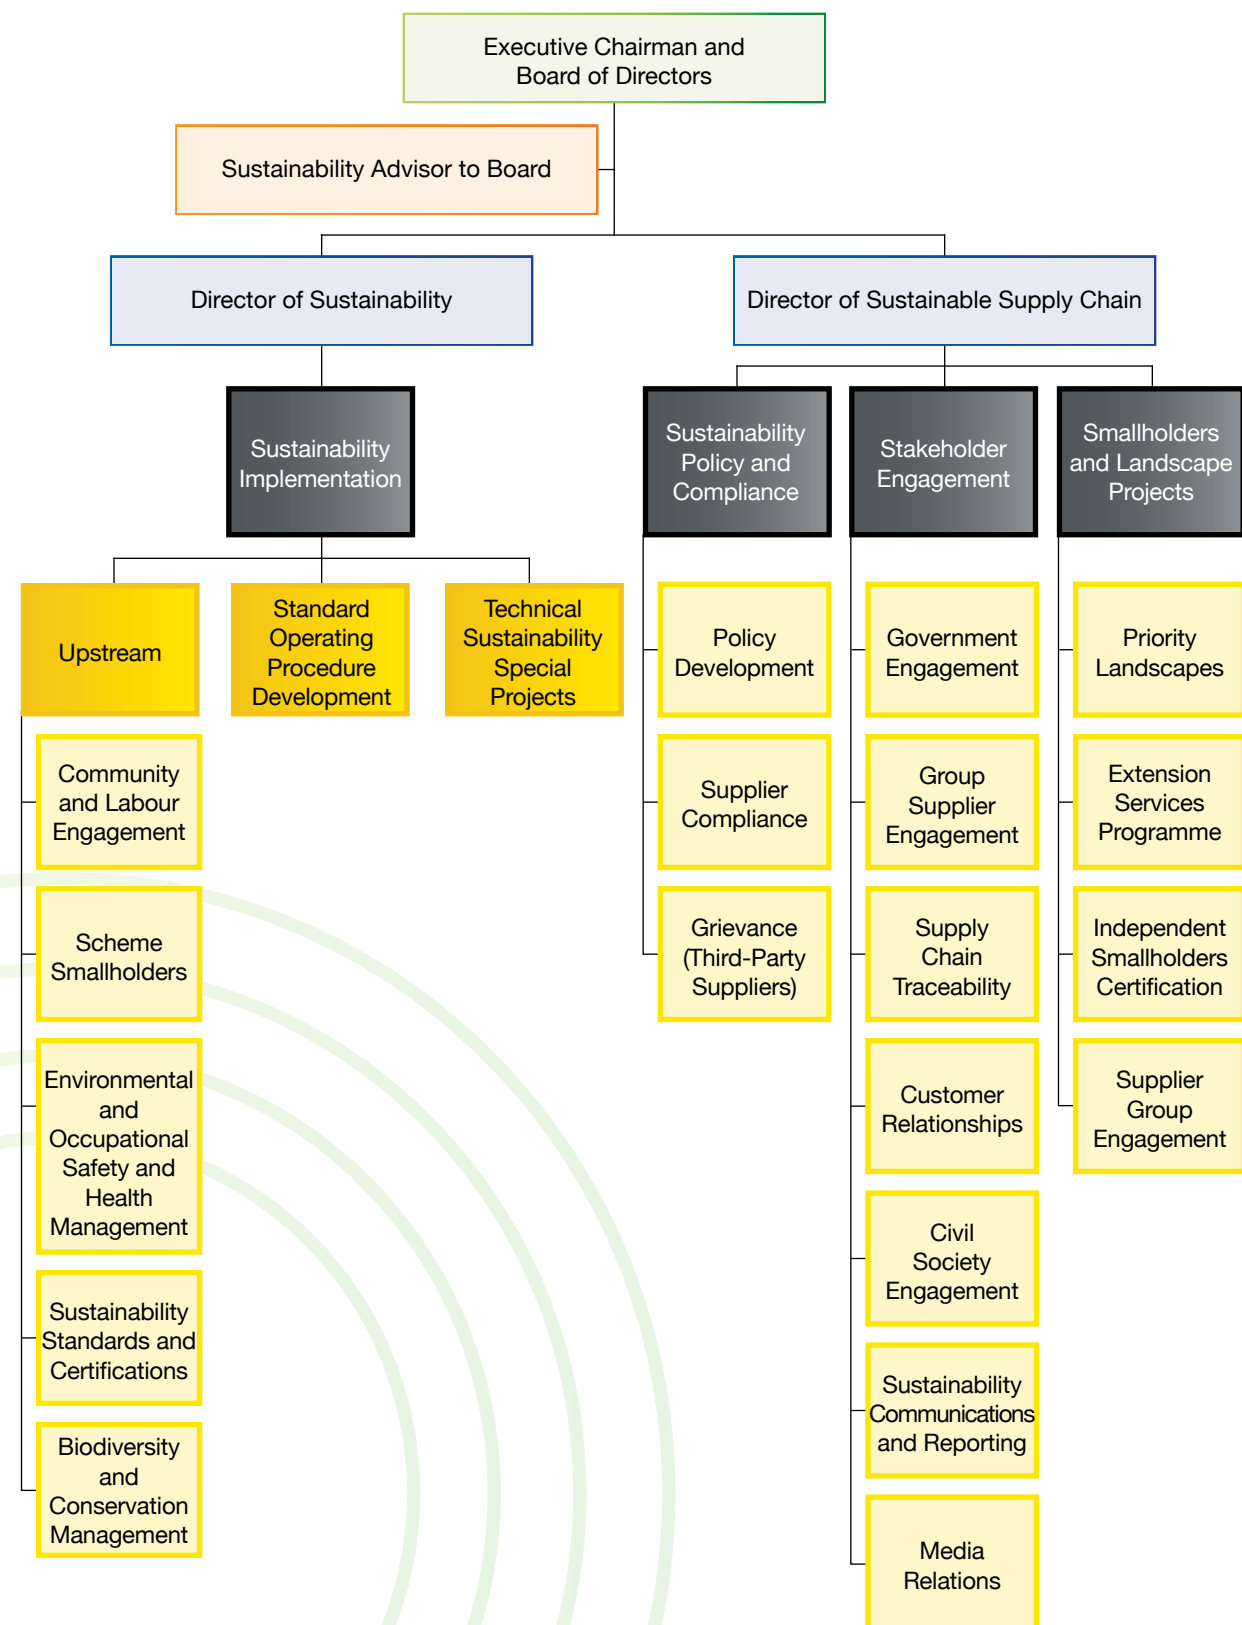 Executive Chairman and
Board of Directors
Sustainability Advisor to Board
Director of Sustainability
Director of Sustainable Supply Chain
Sustainability
Implementation
Sustainability
Policy and
Compliance
Stakeholder
Engagement
Smallholders
and Landscape
Projects
Upstream
Standard
Operating
Procedure
Development
Technical
Sustainability
Special
Projects
Community
and Labour
Engagement
Scheme
Smallholders
Environmental
and
Occupational
Safety and
Health
Management
Sustainability
Standards and
Certifications
Biodiversity
and
Conservation
Management
Policy
Development
Supplier
Compliance
Grievance
(Third-Party
Suppliers)
Government
Engagement
Group
Supplier
Engagement
Supply
Chain
Traceability
Customer
Relationships
Civil
Society
Engagement
Sustainability
Communications
and Reporting
Media
Relations
Priority
Landscapes
Extension
Services
Programme
Independent
Smallholders
Certification
Supplier
Group
Engagement